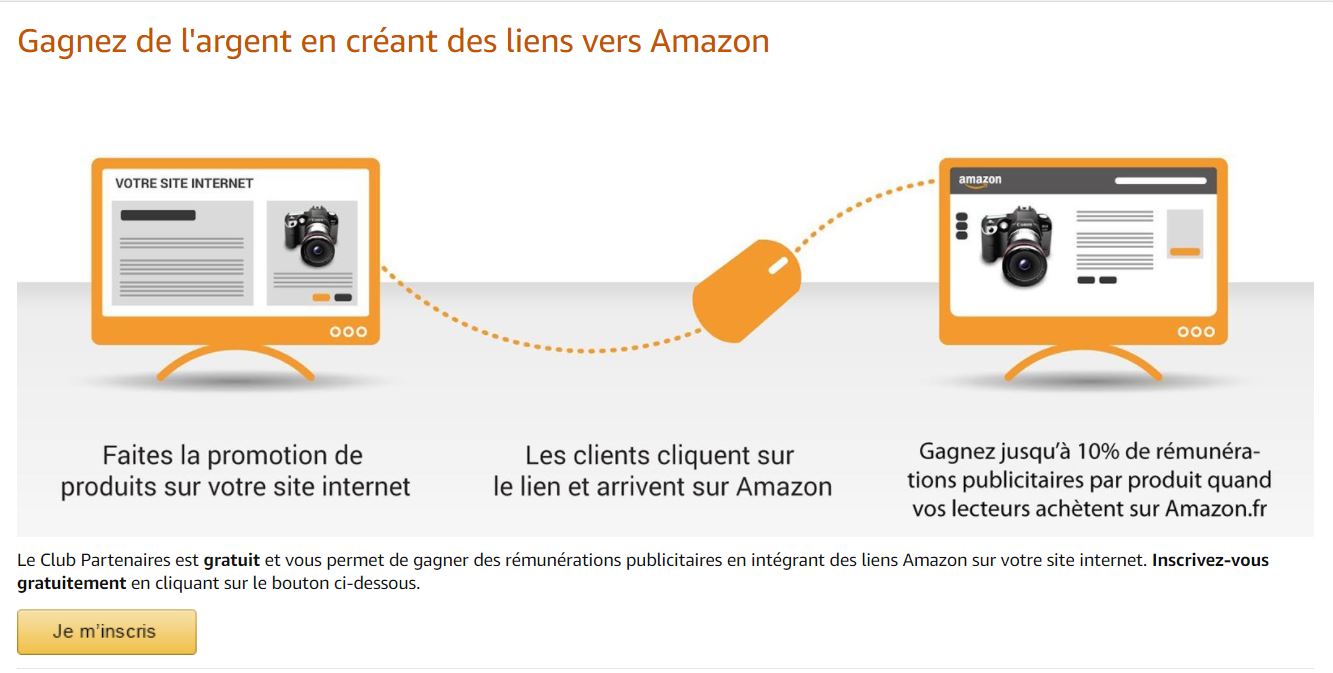 Gagnez de l'argent en créant des liens vers Amazon
VOTRE SITE INTERNET
amazon
Faites la promotion de
produits sur votre site internet
Les clients cliquent sur
le lien et arrivent sur Amazon
Gagnez jusqu'à 10% de rémunéra-
tions publicitaires par produit quand
vos lecteurs achètent sur Amazon.fr
Le Club Partenaires est gratuit et vous permet de gagner des rémunérations publicitaires en intégrant des liens Amazon sur votre site internet. Inscrivez-vous
gratuitement en cliquant sur le bouton ci-dessous.
Je m'inscris